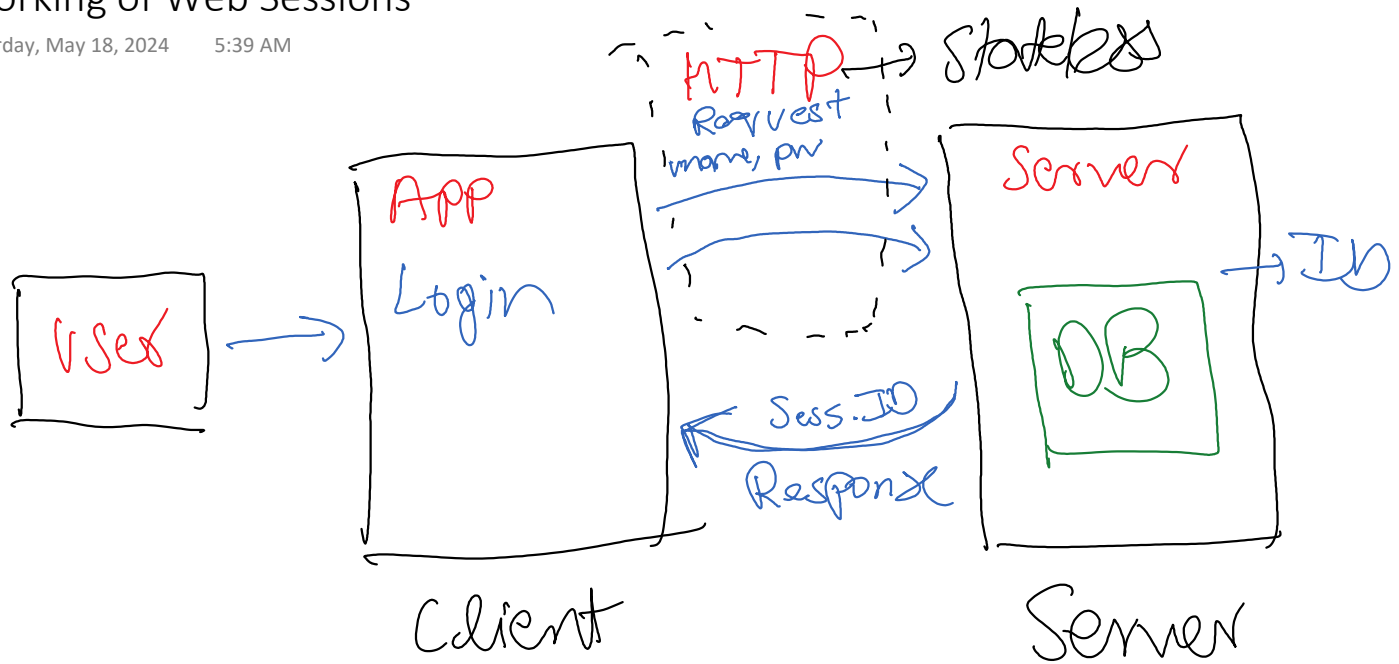 orking of Web Sessions
rday, May 18, 2024 5:39 AM
HTTP
Stateless
Request
uname, pw
App
Server
Login
ID
User
DB
Sess.ID
Response
Client
Server